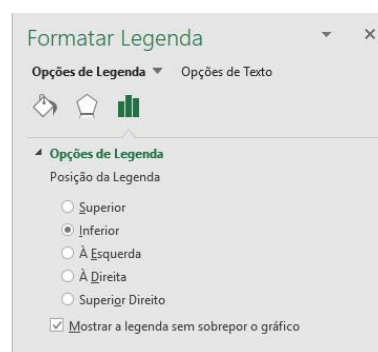 Formatar Legenda
Opções de Legenda Opções de Texto
Opções de Legenda
Posição da Legenda
Superior
Inferior
À Esquerda
À Direita
Superior Direito
Mostrar a legenda sem sobrepor o gráfico